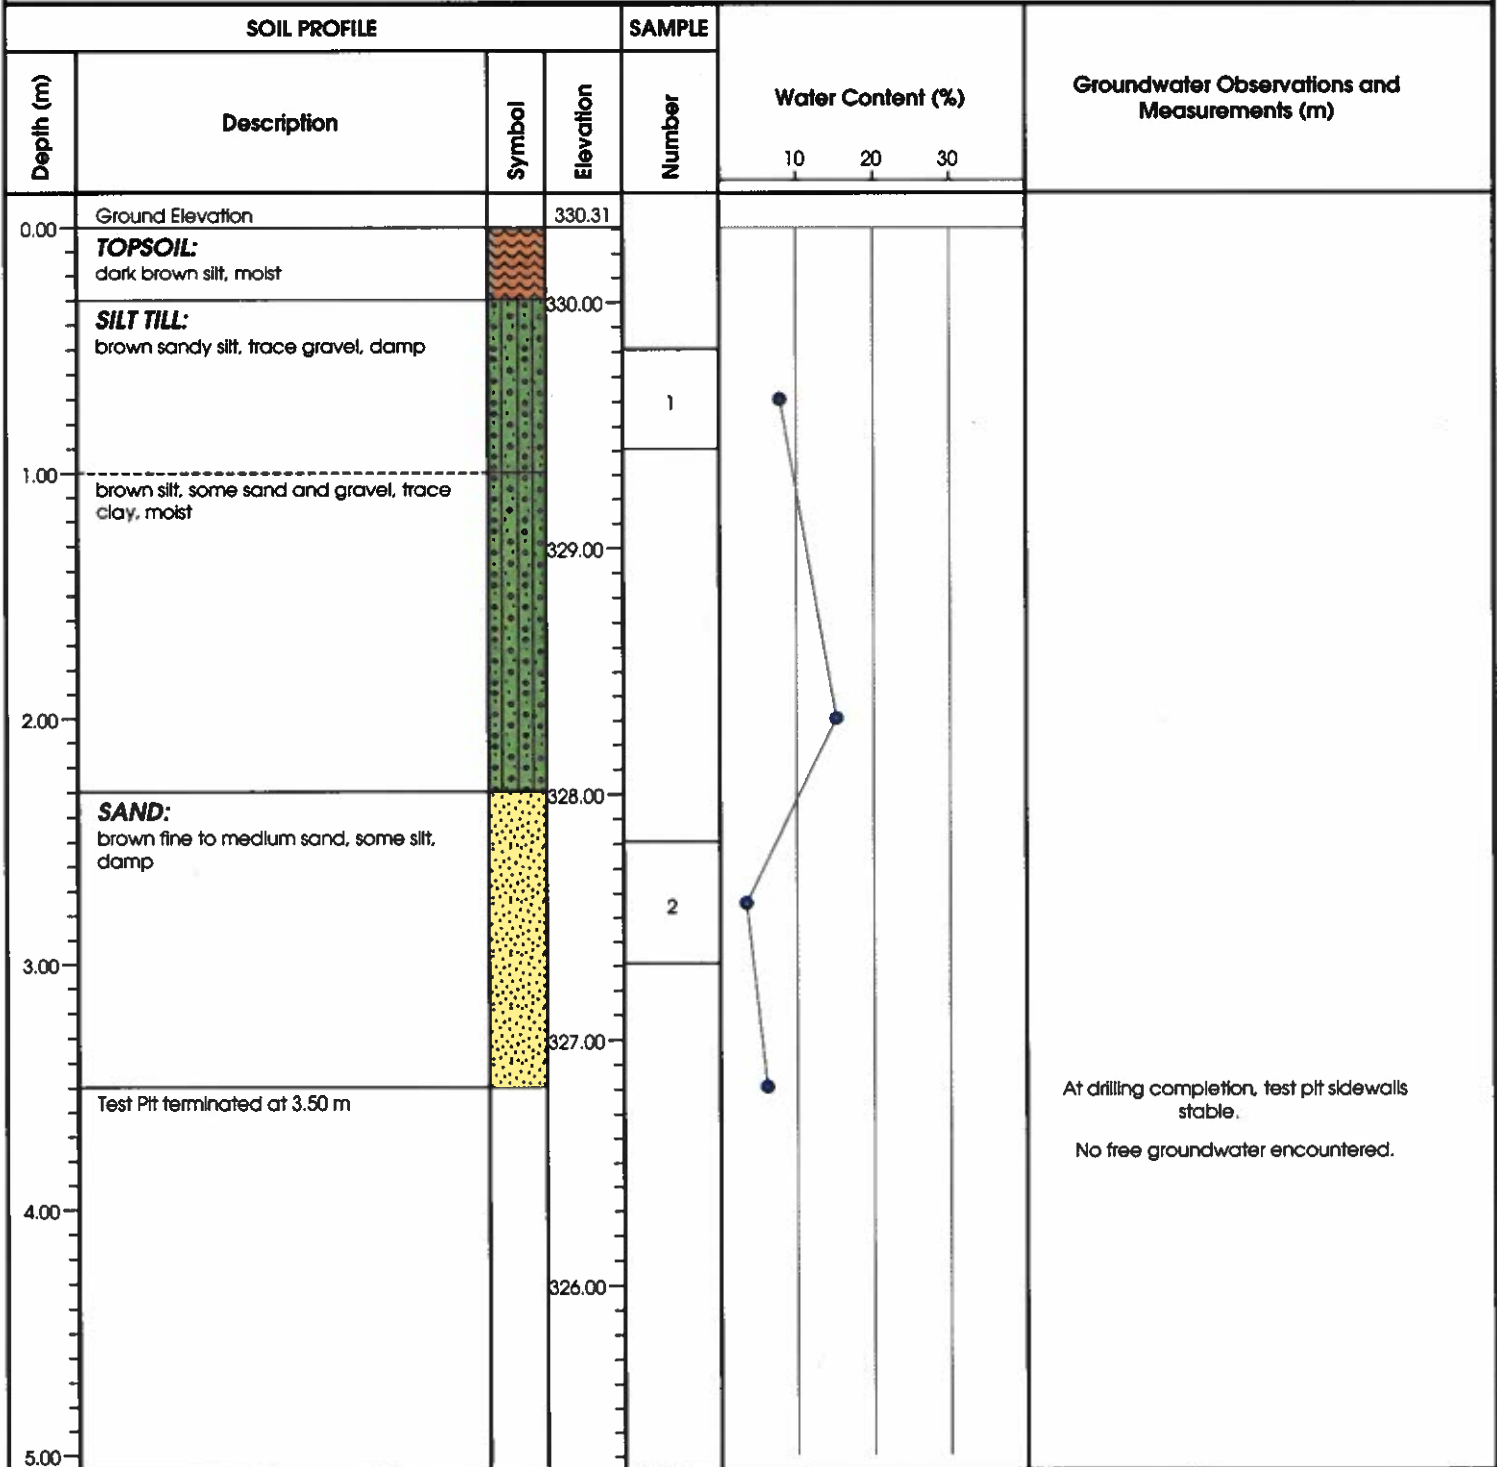 SOIL PROFILE
SAMPLE
Depth (m)
Description
Symbol
Elevation
Number
Water Content (%)
10 20 30
Groundwater Observations and
Measurements (m)
Ground Elevation
330.31
0.00
TOPSOIL:
dark brown silt, moist
330.00
SILT TILL:
brown sandy silt, trace gravel, damp
1
1.00
brown silt, some sand and gravel, trace
clay, moist
329.00
2.00
328.00
SAND:
brown fine to medium sand, some silt,
damp
2
3.00
327.00
Test Pit terminated at 3.50 m
At drilling completion, test pit sidewalls
stable.
No free groundwater encountered.
4.00
326.00
5.00